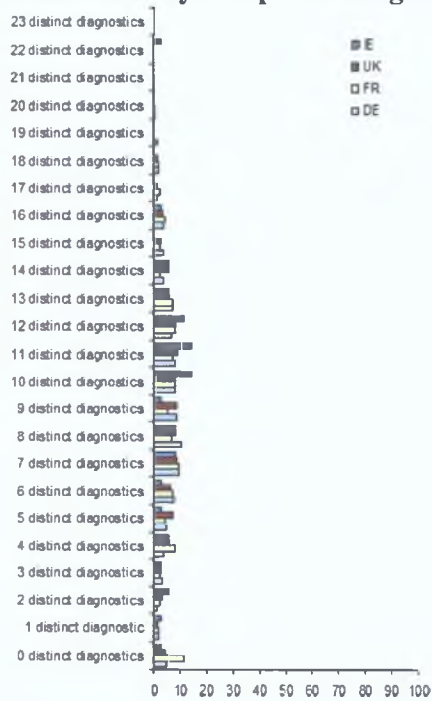 23 distinct diagnostics
22 distinct diagnostics
21 distinct diagnostics
20 distinct diagnostics
19 distinct diagnostics
18 distinct diagnostics
17 distinct diagnostics
16 distinct diagnostics
15 distinct diagnostics
14 distinct diagnostics
13 distinct diagnostics
12 distinct diagnostics
11 distinct diagnostics
10 distinct diagnostics
9 distinct diagnostics
8 distinct diagnostics
7 distinct diagnostics
6 distinct diagnostics
5 distinct diagnostics
4 distinct diagnostics
3 distinct diagnostics
2 distinct diagnostics
1 distinct diagnostic
0 distinct diagnostics
IE
UK
FR
DE
0 10 20 30 40 50 60 70 80 90 100